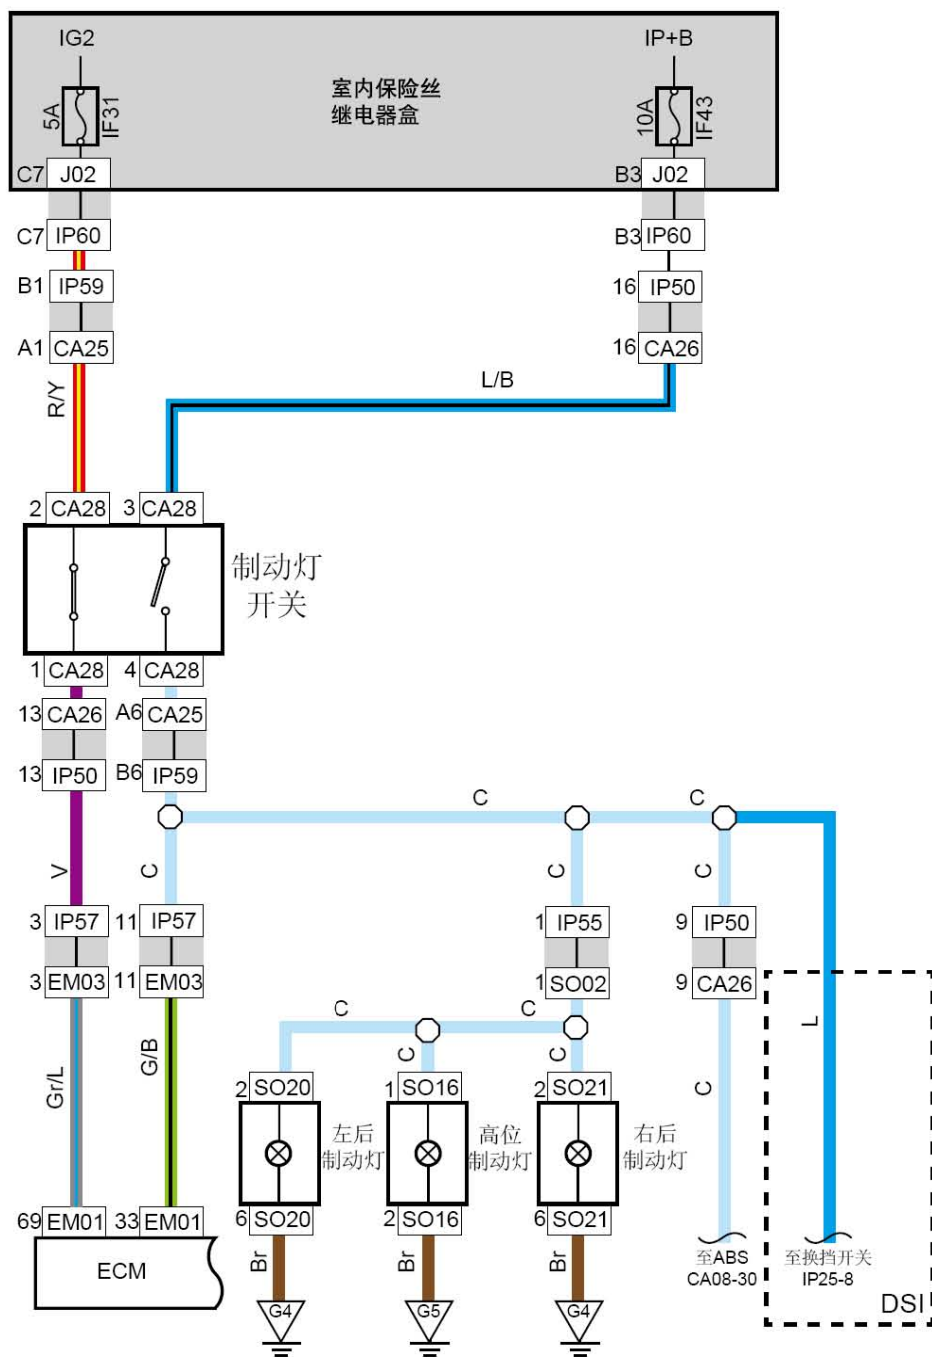 IG2
IP+B
室内保险丝
继电器盒
5A
IF31
10A
IF43
C7
J02
B3
J02
C7
IP60
B3
IP60
B1
IP59
16
IP50
A1
CA25
16
CA26
R/Y
L/B
2
CA28
3
CA28
制动灯
开关
1
CA28
4
CA28
13
CA26
A6
CA25
13
IP50
B6
IP59
C
C
V
C
C
C
3
IP57
11
IP57
1
IP55
9
IP50
3
EM03
11
EM03
1
SO02
9
CA26
C
C
L
Gr/L
G/B
C
C
2
SO20
1
SO16
2
SO21
左后
制动灯
高位
制动灯
右后
制动灯
6
SO20
2
SO16
6
SO21
69
EM01
33
EM01
ECM
Br
Br
Br
至ABS
CA08-30
至换挡开关
IP25-8
G4
G5
G4
DSI